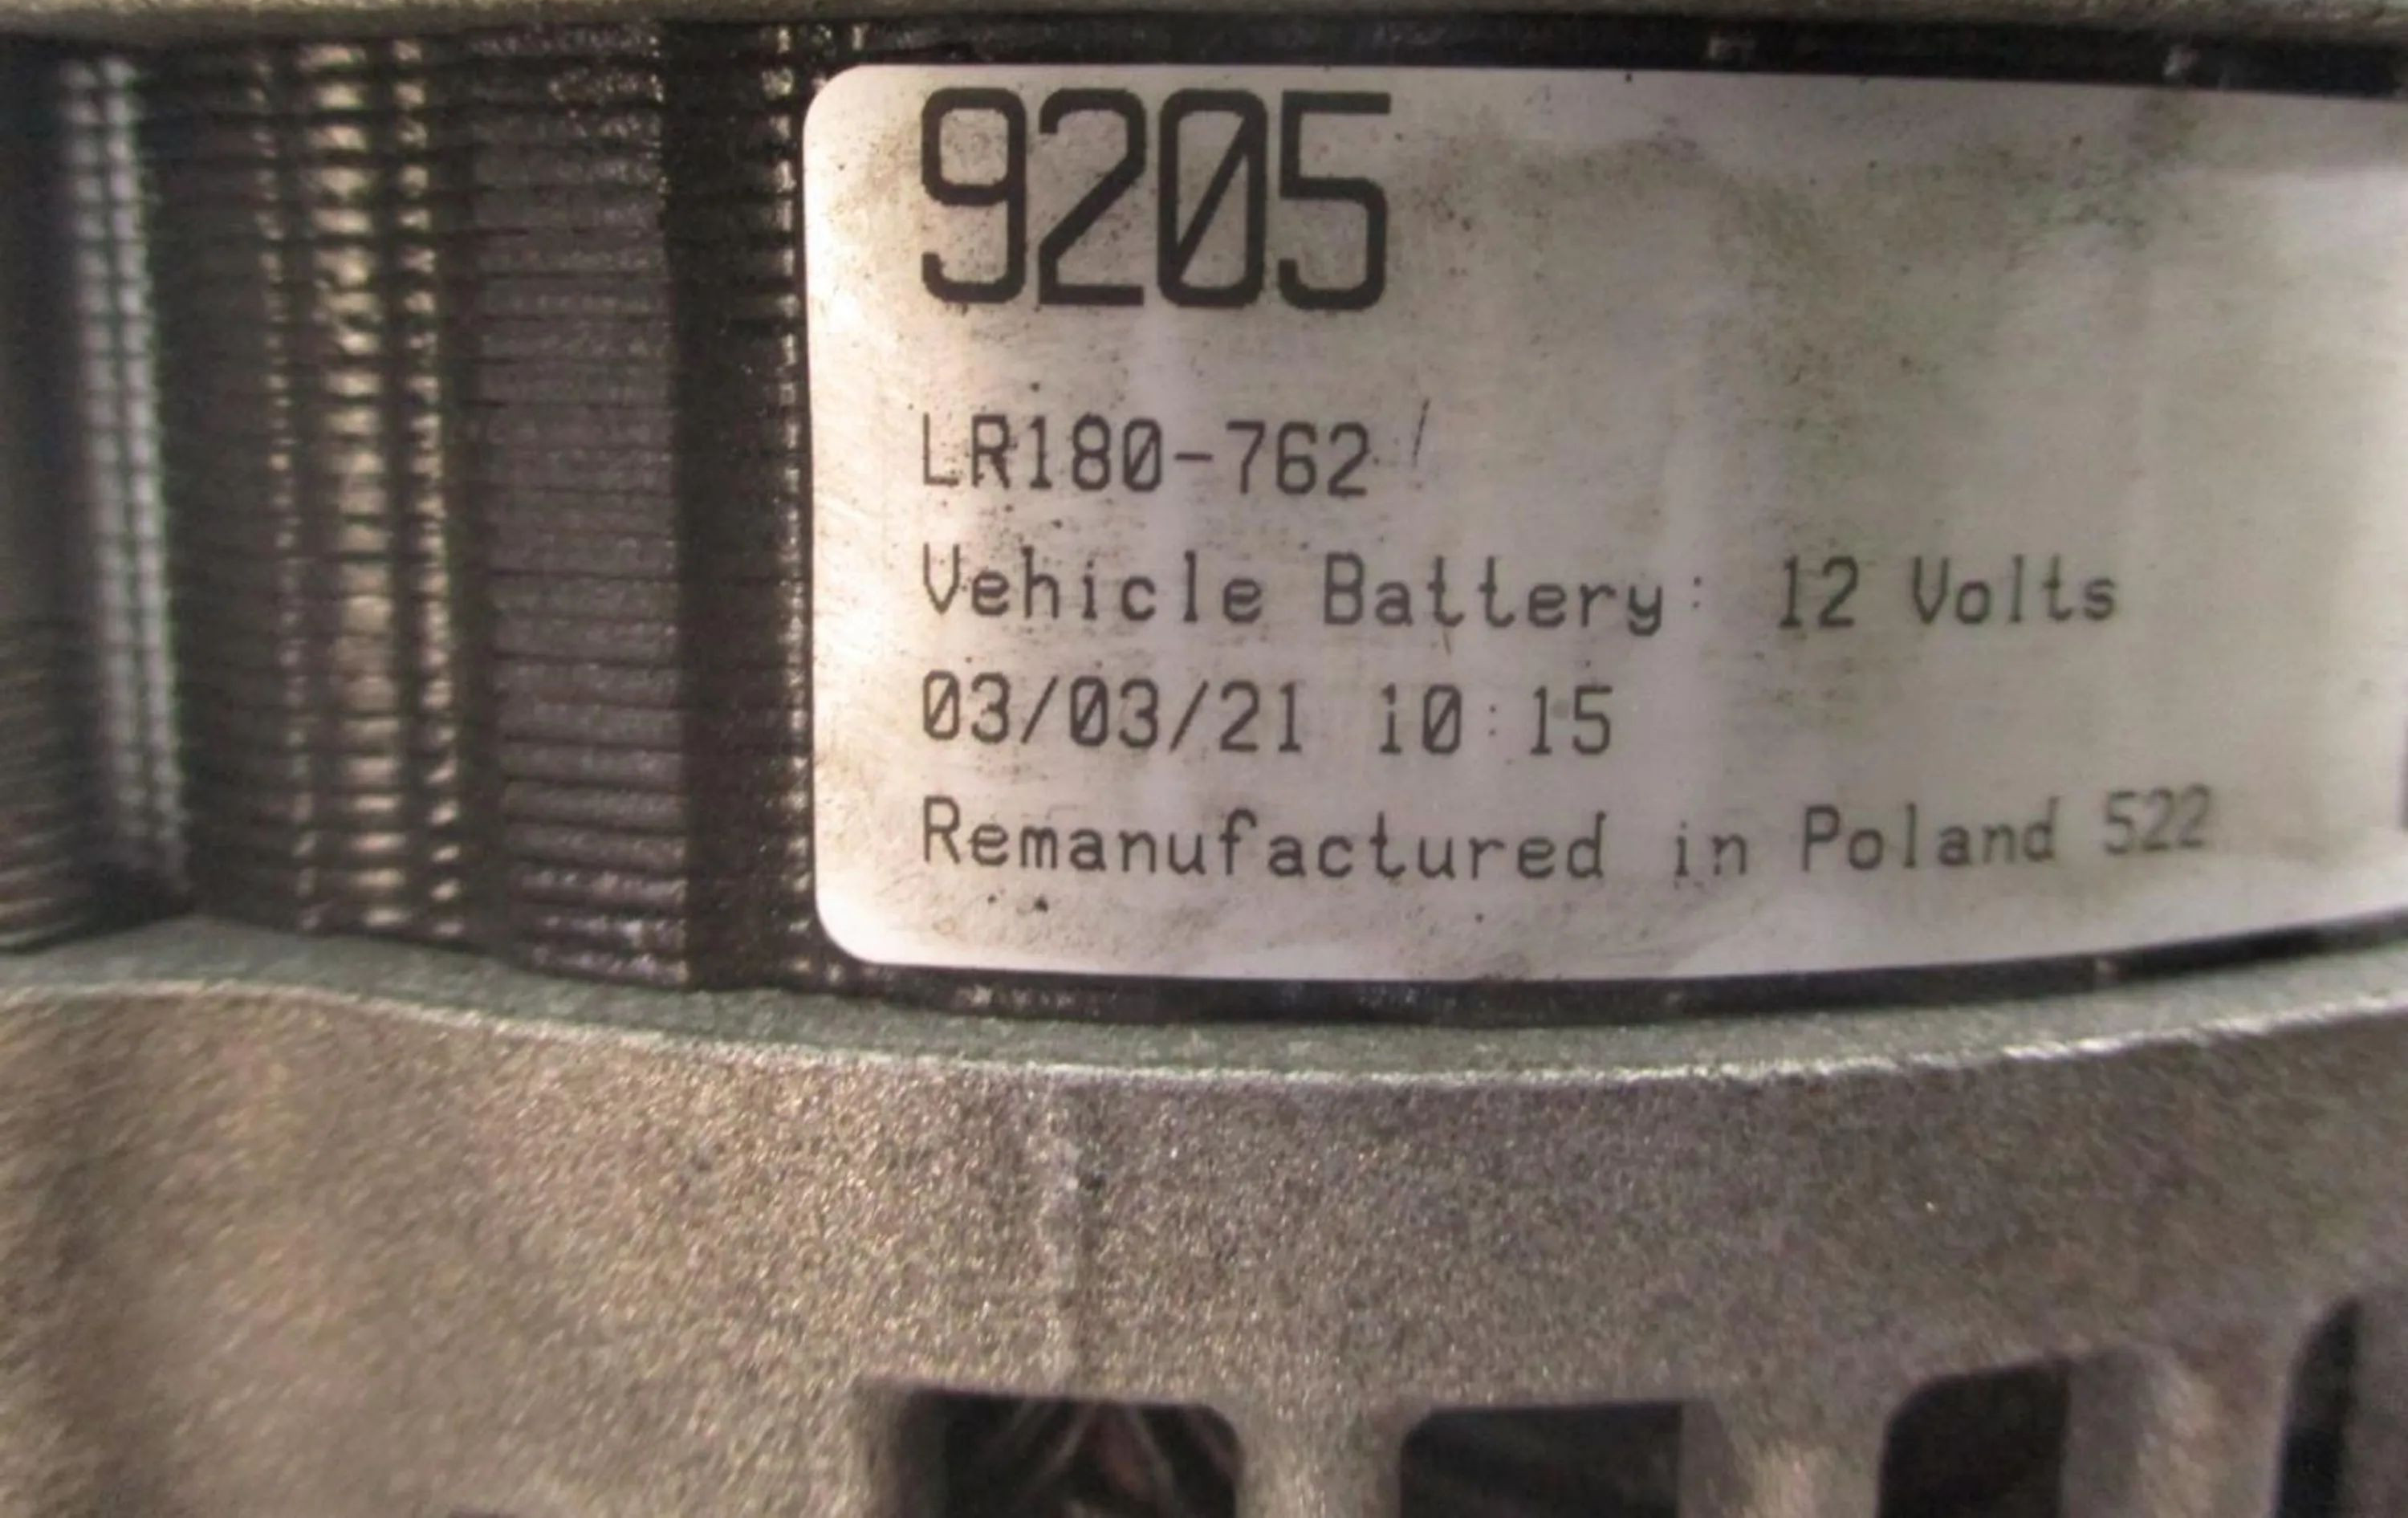 9205
LR180-762
Vehicle Battery: 12 Volts
03/03/21 10:15
Remanufactured in Poland 522